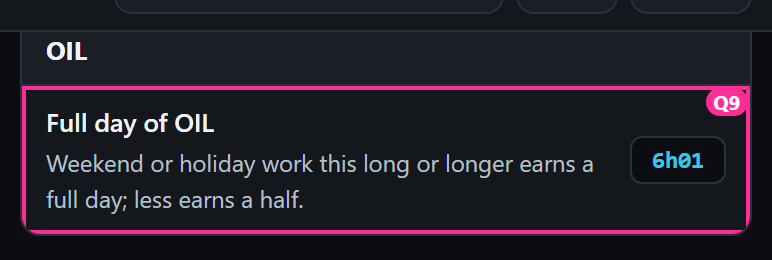 OIL
Q9
Full day of OIL
Weekend or holiday work this long or longer earns a
full day; less earns a half.
6h01